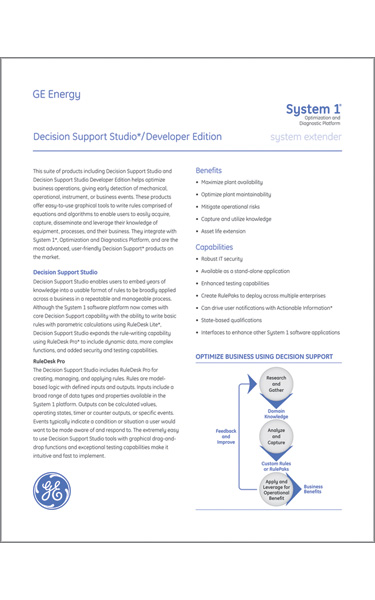 GE Energy
System 1*
Optimization and
Diagnostic Platform
Decision Support Studio*/Developer Edition
system extender
This suite of products including Decision Support Studio and
Decision Support Studio Developer Edition helps optimize
business operations, giving early detection of mechanical,
operational, instrument, or business events. These products
offer easy-to-use graphical tools to write rules comprised of
equations and algorithms to enable users to easily acquire,
capture, disseminate and leverage their knowledge of
equipment, processes, and their business. They integrate with
System 1*, Optimization and Diagnostics Platform, and are the
most advanced, user-friendly Decision Support* products on
the market.
Decision Support Studio
Decision Support Studio enables users to embed years of
knowledge into a usable format of rules to be broadly applied
across a business in a repeatable and manageable process.
Although the System 1 software platform now comes with
core Decision Support capability with the ability to write basic
rules with parametric calculations using RuleDesk Lite*.
Decision Support Studio expands the rule-writing capability
using RuleDesk Pro* to include dynamic data, more complex
functions, and added security and testing capabilities.
RuleDesk Pro
The Decision Support Studio includes RuleDesk Pro for
creating, managing, and applying rules. Rules are model-
based logic with defined inputs and outputs. Inputs include a
broad range of data types and properties available in the
System 1 platform. Outputs can be calculated values,
operating states, timer or counter outputs, or specific events.
Events typically indicate a condition or situation a user would
want to be made aware of and respond to. The extremely easy
to use Decision Support Studio tools with graphical drag-and-
drop functions and exceptional testing capabilities make it
intuitive and fast to implement.
GE
Benefits
• Maximize plant availability
• Optimize plant maintainability
• Mitigate operational risks
• Capture and utilize knowledge
• Asset life extension
Capabilities
• Robust IT security
• Available as a stand-alone application
• Enhanced testing capabilities
• Create RulePaks to deploy across multiple enterprises
• Can drive user notifications with Actionable Information*
• State-based qualifications
• Interfaces to enhance other System 1 software applications
OPTIMIZE BUSINESS USING DECISION SUPPORT
Research
and
Gather
Domain
Knowledge
Feedback
and
Improve
Analyze
and
Capture
Custom Rules
or RulePaks
Apply and
Leverage for
Operational
Benefit
Business
Benefits